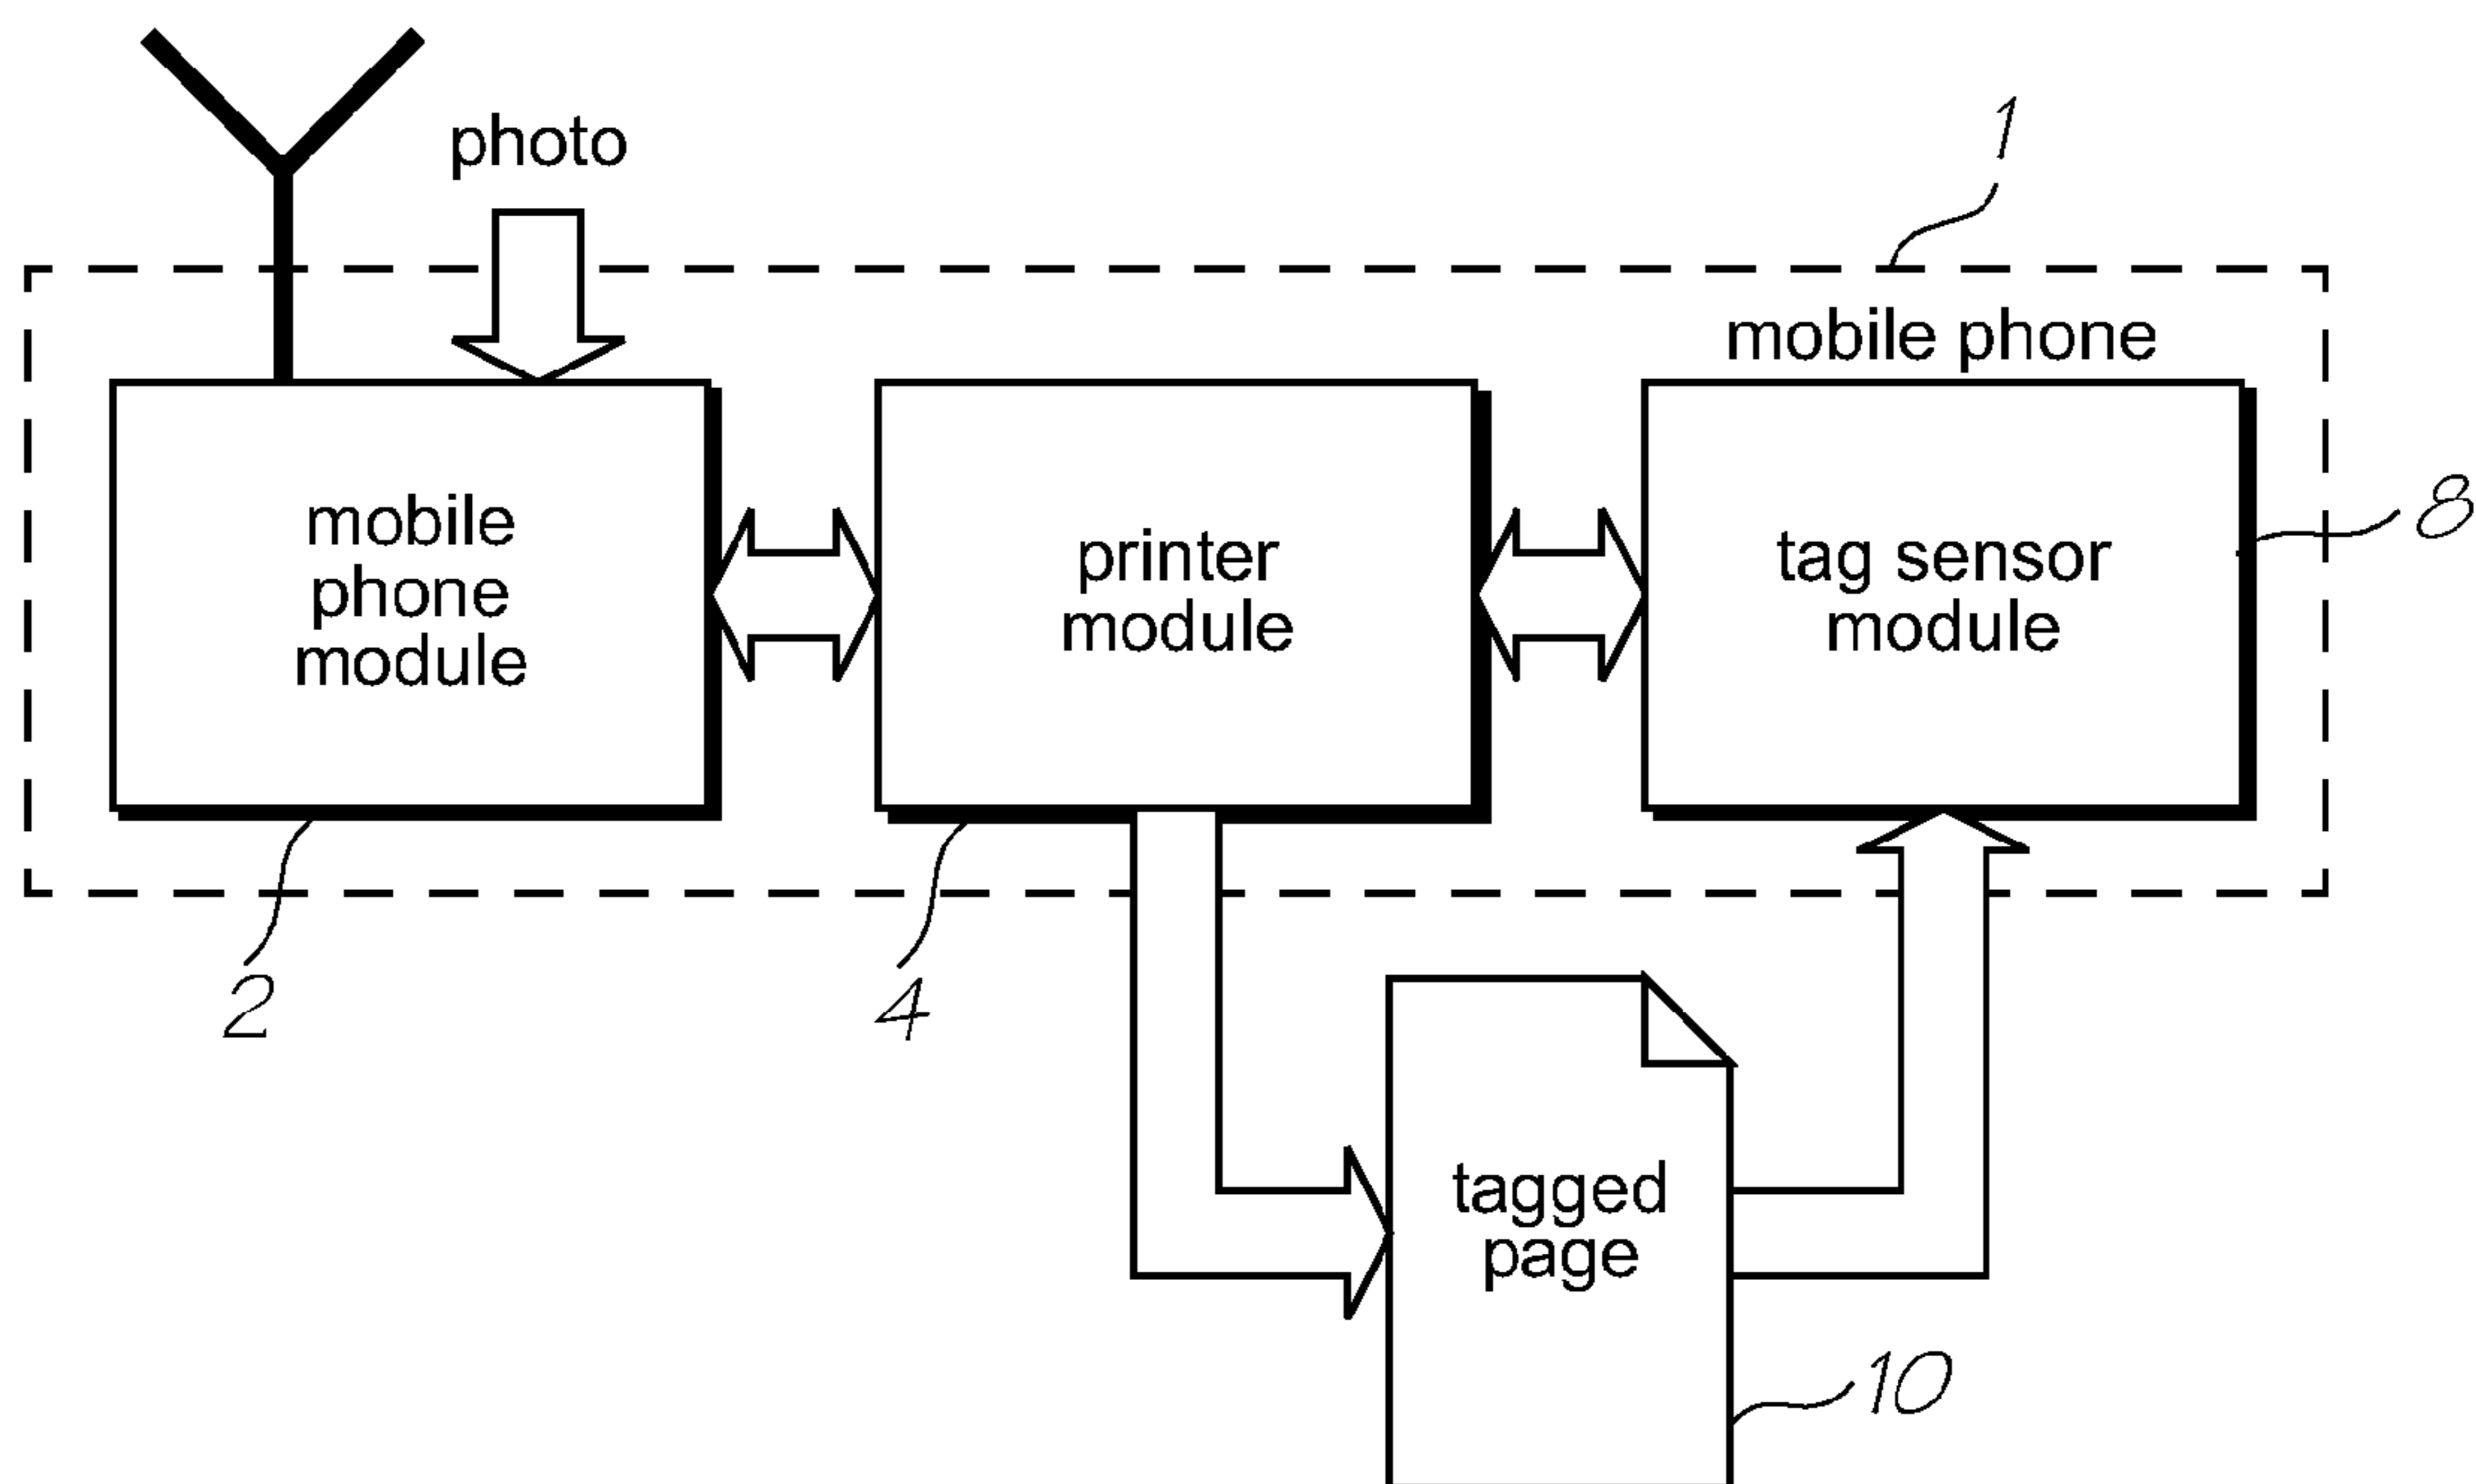 photo
1
mobile phone
mobile
phone
module
printer
module
tag sensor
module
8
2
4
tagged
page
10